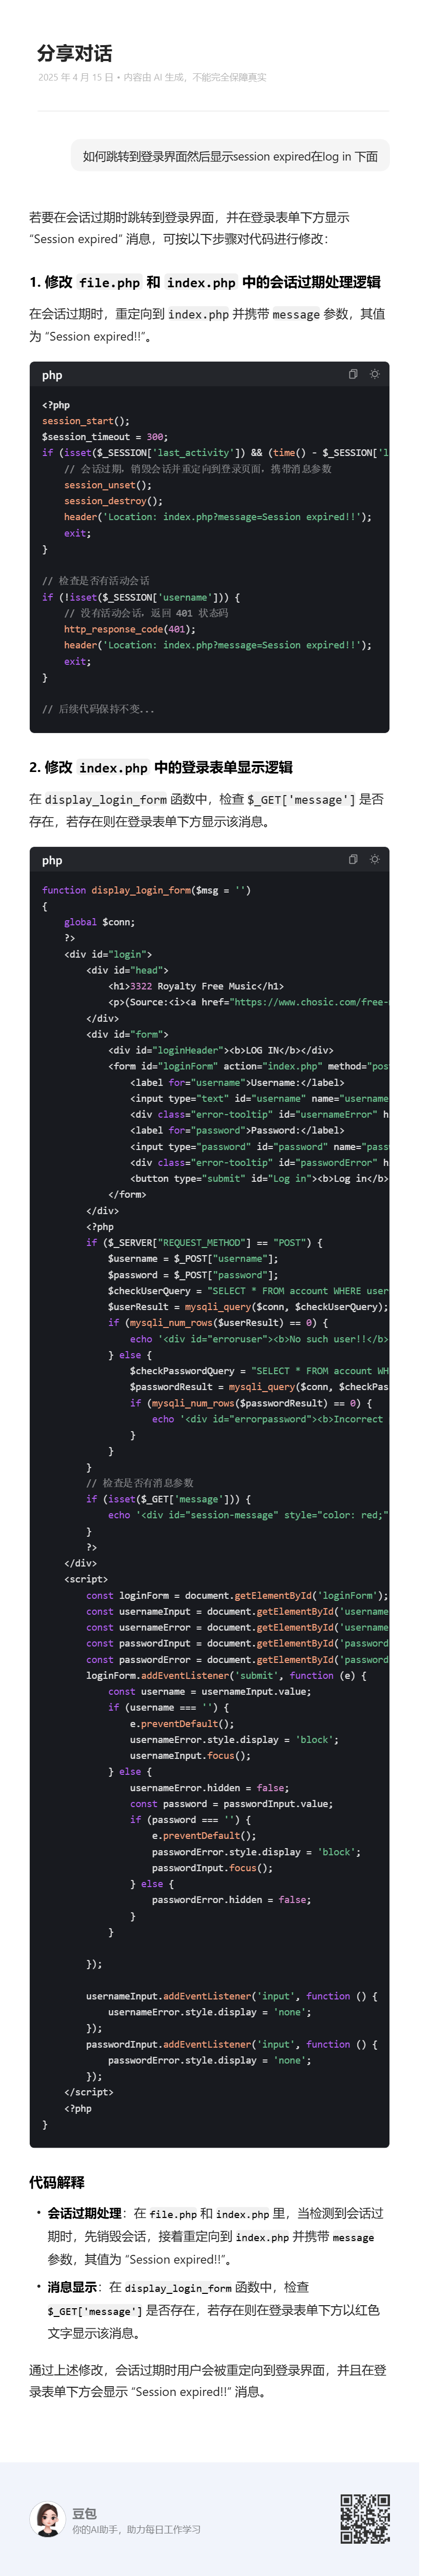 分享对话
2025 年 4 月 15 日 • 内容由 AI 生成，不能完全保障真实
如何跳转到登录界面然后显示session expired在log in 下面
若要在会话过期时跳转到登录界面，并在登录表单下方显示
“Session expired” 消息，可按以下步骤对代码进行修改：
1. 修改 file.php 和 index.php 中的会话过期处理逻辑
在会话过期时，重定向到 index.php 并携带 message 参数，其值
为 “Session expired!!”。
php
<?php
session_start();
$session_timeout = 300;
if (isset($_SESSION['last_activity']) && (time() - $_SESSION['l
// 会话过期，销毁会话并重定向到登录页面，携带消息参数
session_unset();
session_destroy();
header('Location: index.php?message=Session expired!!');
exit;
}
// 检查是否有活动会话
if (!isset($_SESSION['username'])) {
// 没有活动会话，返回 401 状态码
http_response_code(401);
header('Location: index.php?message=Session expired!!');
exit;
}
// 后续代码保持不变...
2. 修改 index.php 中的登录表单显示逻辑
在 display_login_form 函数中，检查 $_GET['message'] 是否
存在，若存在则在登录表单下方显示该消息。
php
function display_login_form($msg = '')
{
global $conn;
?>
<div id="login">
<div id="head">
<h1>3322 Royalty Free Music</h1>
<p>(Source:<i><a href="https://www.chosic.com/free-
</div>
<div id="form">
<div id="loginHeader"><b>LOG IN</b></div>
<form id="loginForm" action="index.php" method="pos
<label for="username">Username:</label>
<input type="text" id="username" name="username
<div class="error-tooltip" id="usernameError" h
<label for="password">Password:</label>
<input type="password" id="password" name="pass
<div class="error-tooltip" id="passwordError" h
<button type="submit" id="Log in"><b>Log in</b>
</form>
</div>
<?php
if ($_SERVER["REQUEST_METHOD"] == "POST") {
$username = $_POST["username"];
$password = $_POST["password"];
$checkUserQuery = "SELECT * FROM account WHERE user
$userResult = mysqli_query($conn, $checkUserQuery);
if (mysqli_num_rows($userResult) == 0) {
echo '<div id="erroruser"><b>No such user!!</b>
} else {
$checkPasswordQuery = "SELECT * FROM account WH
$passwordResult = mysqli_query($conn, $checkPas
if (mysqli_num_rows($passwordResult) == 0) {
echo '<div id="errorpassword"><b>Incorrect
}
}
}
// 检查是否有消息参数
if (isset($_GET['message'])) {
echo '<div id="session-message" style="color: red;"
}
?>
</div>
<script>
const loginForm = document.getElementById('loginForm');
const usernameInput = document.getElementById('username
const usernameError = document.getElementById('username
const passwordInput = document.getElementById('password
const passwordError = document.getElementById('password
loginForm.addEventListener('submit', function (e) {
const username = usernameInput.value;
if (username === '') {
e.preventDefault();
usernameError.style.display = 'block';
usernameInput.focus();
} else {
usernameError.hidden = false;
const password = passwordInput.value;
if (password === '') {
e.preventDefault();
passwordError.style.display = 'block';
passwordInput.focus();
} else {
passwordError.hidden = false;
}
}
});
usernameInput.addEventListener('input', function () {
usernameError.style.display = 'none';
});
passwordInput.addEventListener('input', function () {
passwordError.style.display = 'none';
});
</script>
<?php
}
代码解释
• 会话过期处理：在 file.php 和 index.php 里，当检测到会话过
期时，先销毁会话，接着重定向到 index.php 并携带 message
参数，其值为 “Session expired!!”。
• 消息显示：在 display_login_form 函数中，检查
$_GET['message'] 是否存在，若存在则在登录表单下方以红色
文字显示该消息。
通过上述修改，会话过期时用户会被重定向到登录界面，并且在登
录表单下方会显示 “Session expired!!” 消息。
豆包
你的AI助手，助力每日工作学习